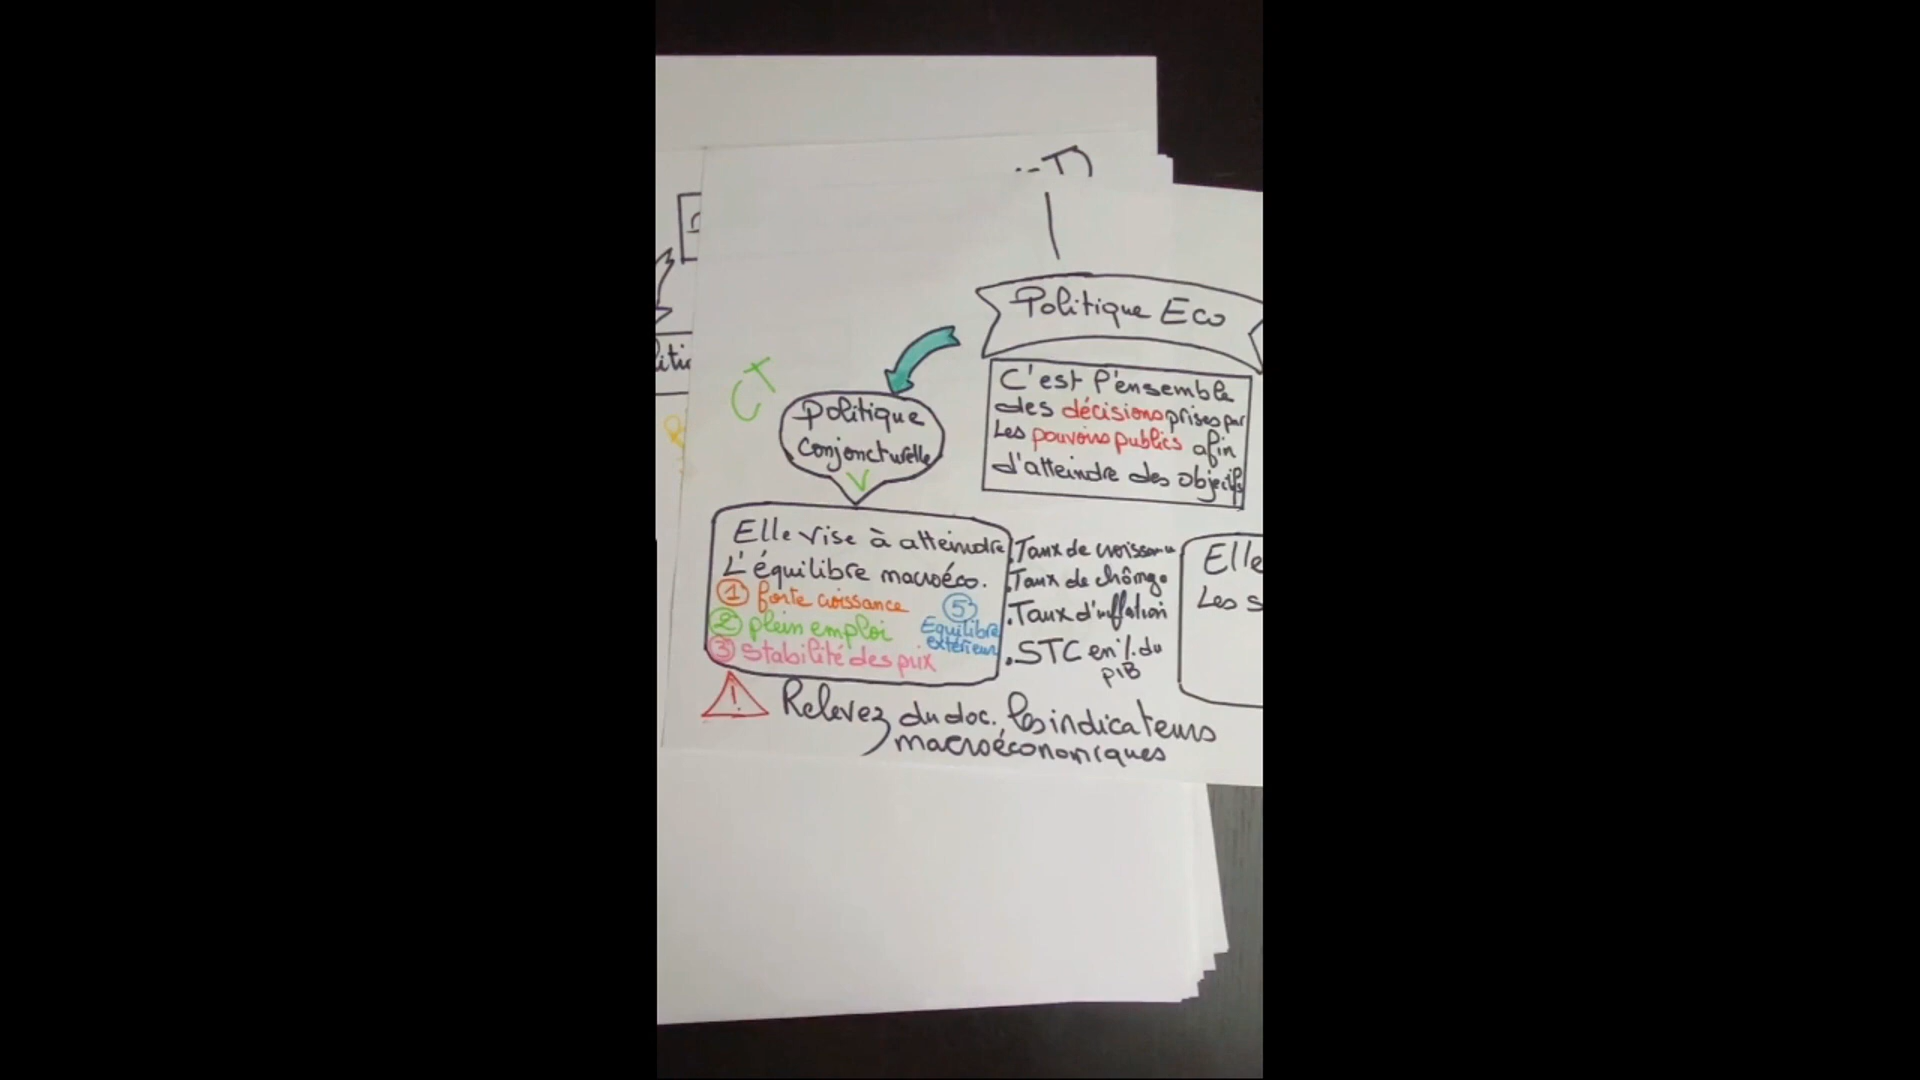 Politique Eco
C'est l'ensemble
des décisions prises par
les pouvoirs publics afin
d'atteindre des objectifs
CT
Politique
conjoncturelle
Elle vise à atteindre
L'équilibre macroéco.
① forte croissance
② plein emploi
③ Stabilité des prix
⑤
Equilibre
extérieur
.Taux de croissance
.Taux de chômage
.Taux d'inflation
.STC en % du
PIB
Elle
Les s
! Relevez du doc. les indicateurs
macroéconomiques